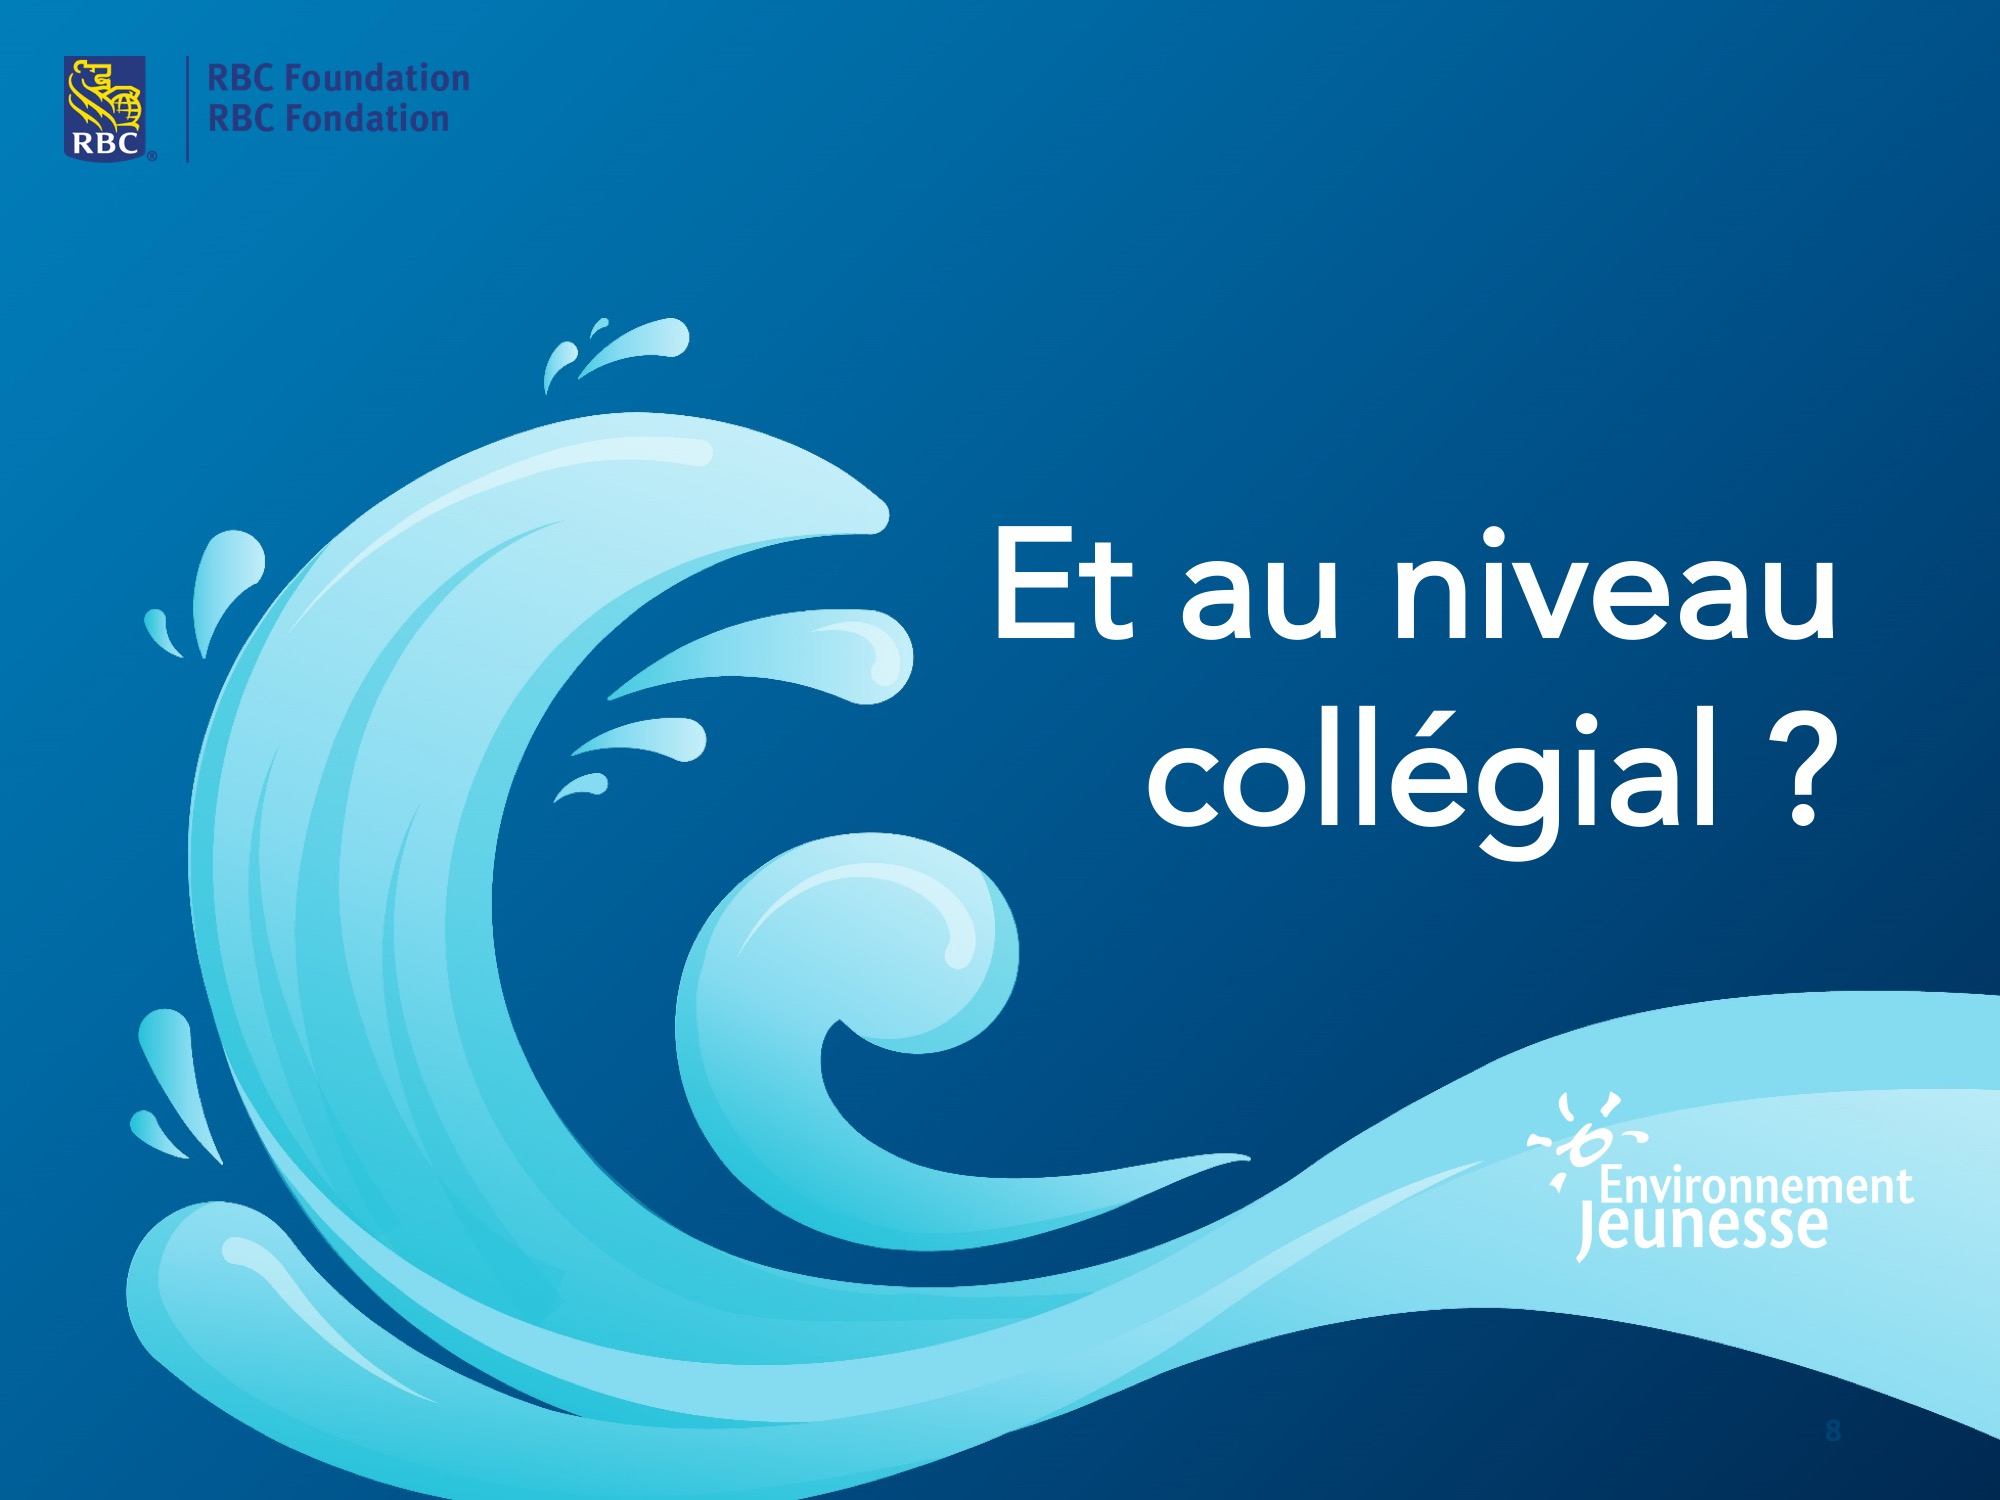 RBC Foundation
RBC Fondation
RBC®
Et au niveau
collégial ?
Environnement
Jeunesse
8